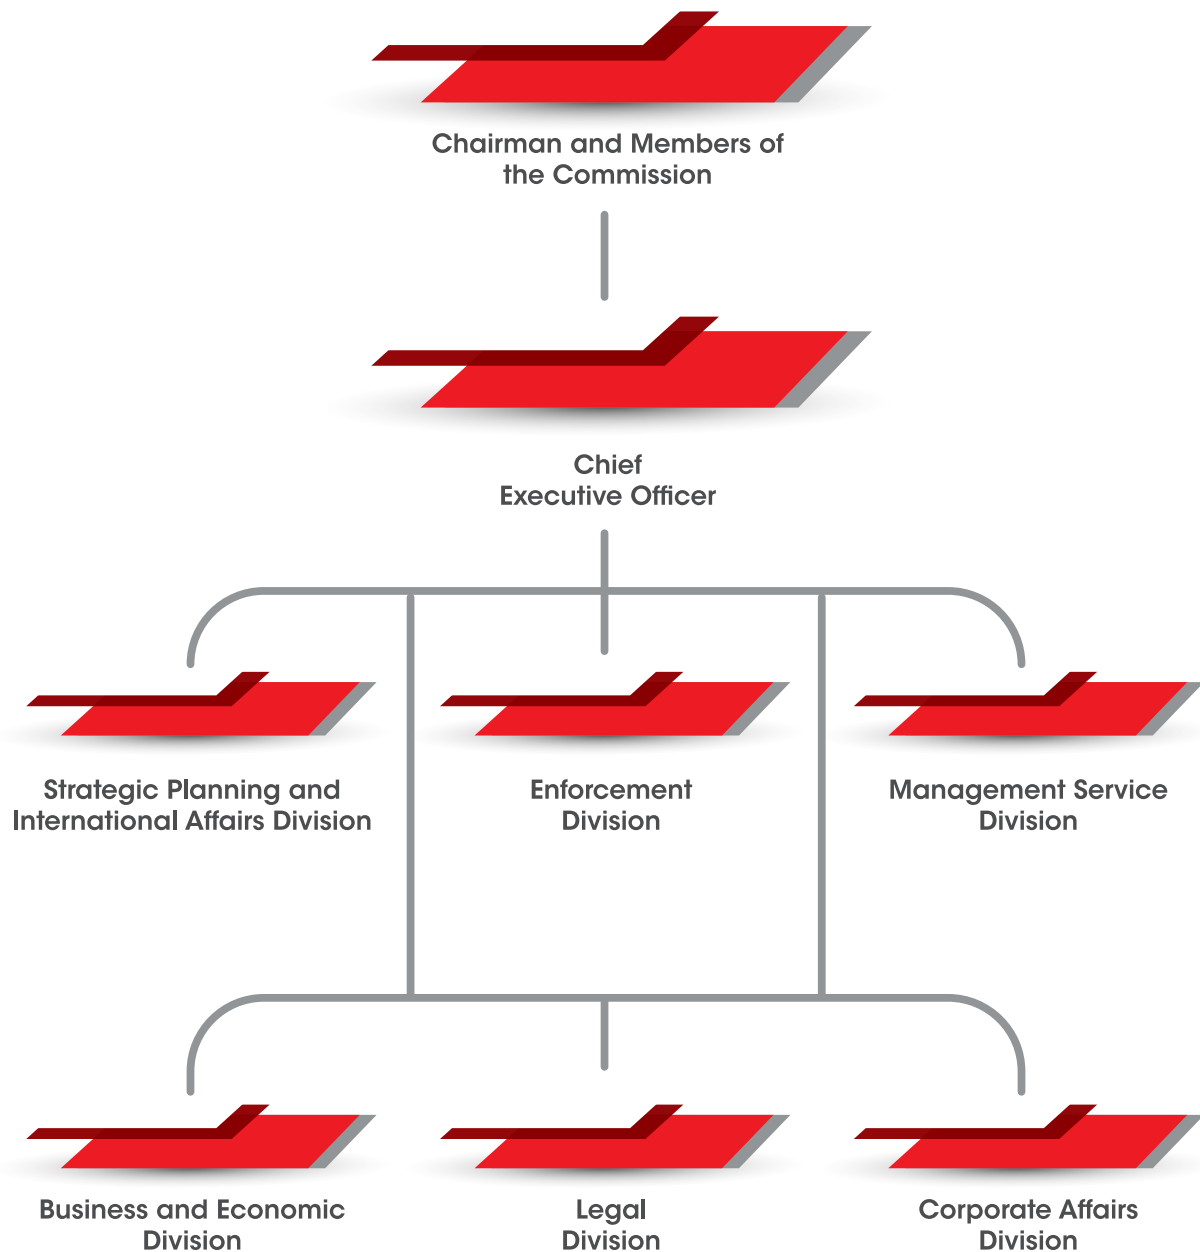 Chairman and Members of
the Commission
Chief
Executive Officer
Strategic Planning and
International Affairs Division
Enforcement
Division
Management Service
Division
Business and Economic
Division
Legal
Division
Corporate Affairs
Division